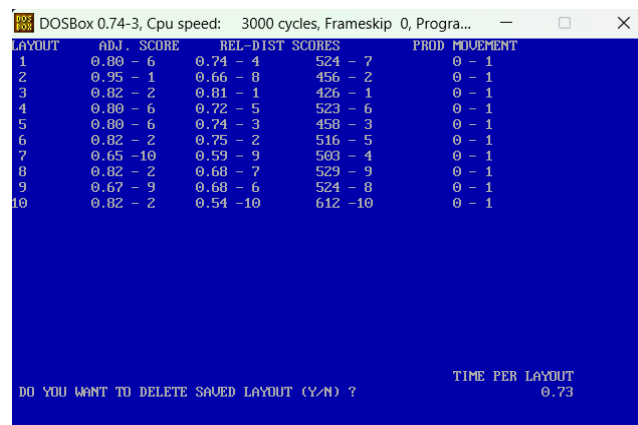 DOSBox 0.74-3, Cpu speed: 3000 cycles, Frameskip 0, Progra...
LAYOUT ADJ. SCORE REL-DIST SCORES PROD MOVEMENT
1 0.80 - 6 0.74 - 4 524 - 7 0 - 1
2 0.95 - 1 0.66 - 8 456 - 2 0 - 1
3 0.82 - 2 0.81 - 1 426 - 1 0 - 1
4 0.80 - 6 0.72 - 5 523 - 6 0 - 1
5 0.80 - 6 0.74 - 3 458 - 3 0 - 1
6 0.82 - 2 0.75 - 2 516 - 5 0 - 1
7 0.65 -10 0.59 - 9 503 - 4 0 - 1
8 0.82 - 2 0.68 - 7 529 - 9 0 - 1
9 0.67 - 9 0.68 - 6 524 - 8 0 - 1
10 0.82 - 2 0.54 -10 612 -10 0 - 1
TIME PER LAYOUT
DO YOU WANT TO DELETE SAVED LAYOUT (Y/N) ? 0.73